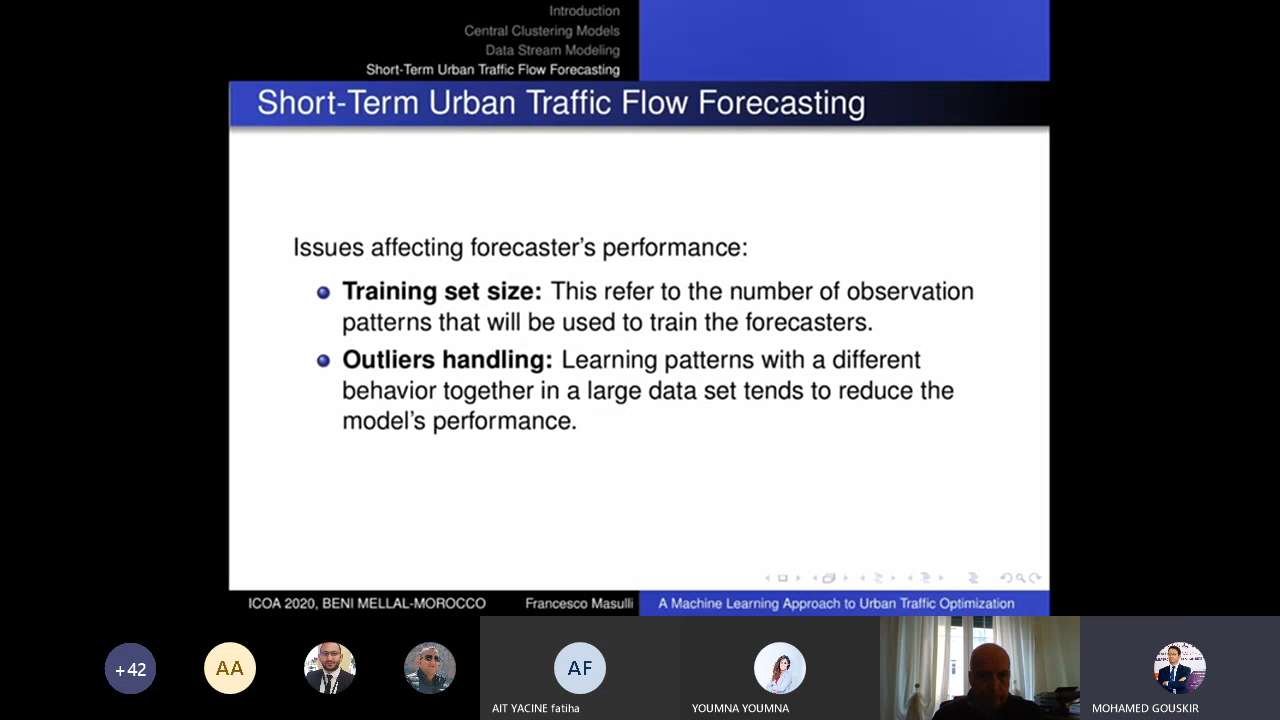 Introduction
Central Clustering Models
Data Stream Modeling
Short-Term Urban Traffic Flow Forecasting
Short-Term Urban Traffic Flow Forecasting
Issues affecting forecaster's performance:
Training set size: This refer to the number of observation
patterns that will be used to train the forecasters.
Outliers handling: Learning patterns with a different
behavior together in a large data set tends to reduce the
model's performance.
ICOA 2020, BENI MELLAL-MOROCCO Francesco Masulli A Machine Learning Approach to Urban Traffic Optimization
+42 AA AF
AIT YACINE fatiha YOUMNA YOUMNA MOHAMED GOUSKIR